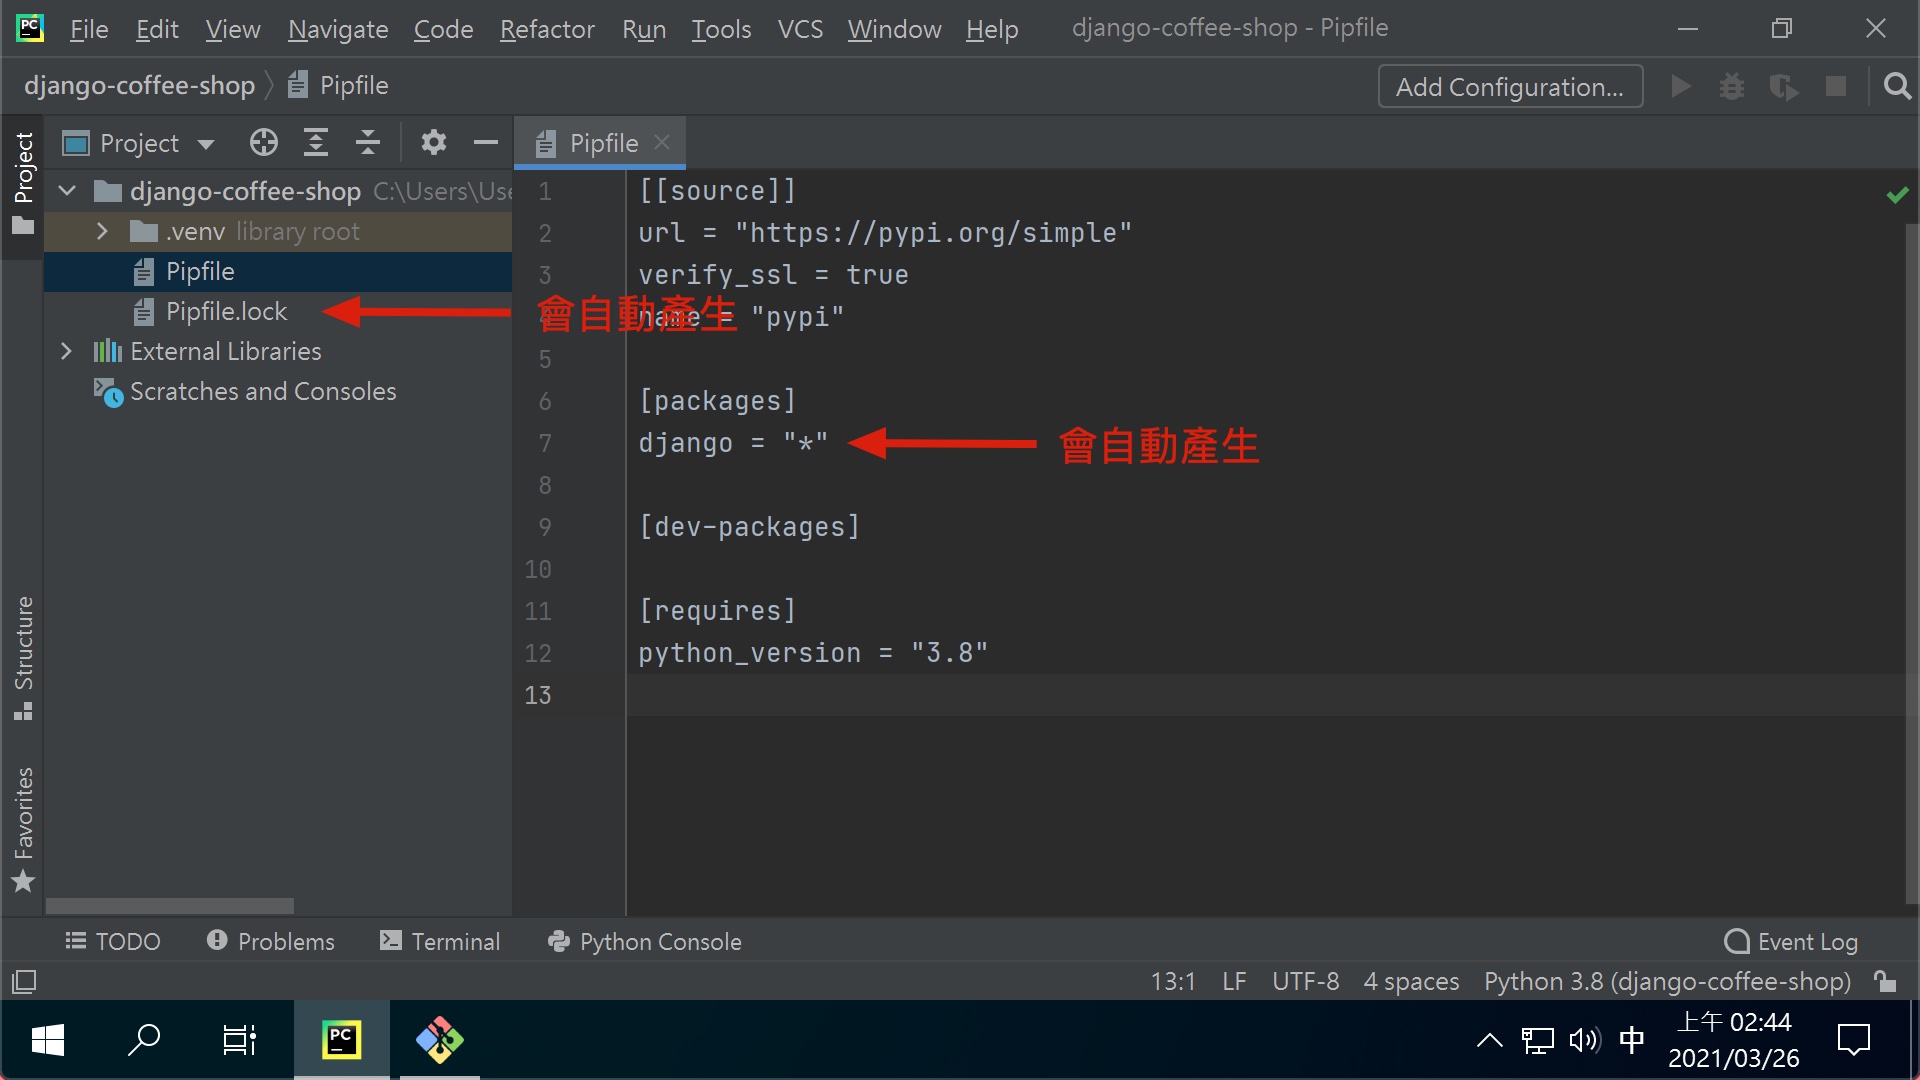 PC File Edit View Navigate Code Refactor Run Tools VCS Window Help django-coffee-shop - Pipfile
django-coffee-shop Pipfile Add Configuration...
Project
Project
Pipfile
django-coffee-shop C:\Users\Use
.venv library root
Pipfile
Pipfile.lock
會自動產生
External Libraries
Scratches and Consoles
1 [[source]]
2 url = "https://pypi.org/simple"
3 verify_ssl = true
name = "pypi"
5
6 [packages]
7 django = "*"
會自動產生
8
9 [dev-packages]
10
11 [requires]
12 python_version = "3.8"
13
Structure
Favorites
TODO Problems Terminal Python Console Event Log
13:1 LF UTF-8 4 spaces Python 3.8 (django-coffee-shop)
PC
中
上午 02:44
2021/03/26